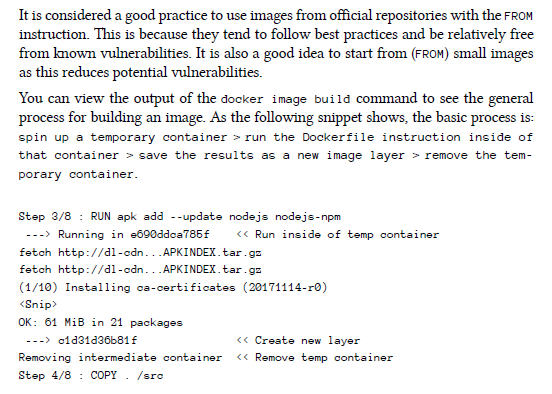 It is considered a good practice to use images from official repositories with the FROM
instruction. This is because they tend to follow best practices and be relatively free
from known vulnerabilities. It is also a good idea to start from (FROM) small images
as this reduces potential vulnerabilities.
You can view the output of the docker image build command to see the general
process for building an image. As the following snippet shows, the basic process is:
spin up a temporary container > run the Dockerfile instruction inside of
that container > save the results as a new image layer > remove the tem-
porary container.
Step 3/8 : RUN apk add --update nodejs nodejs-npm
---> Running in e690ddca785f << Run inside of temp container
fetch http://dl-cdn...APKINDEX.tar.gz
fetch http://dl-cdn...APKINDEX.tar.gz
(1/10) Installing ca-certificates (20171114-r0)
<Snip>
OK: 61 MiB in 21 packages
---> c1d31d36b81f << Create new layer
Removing intermediate container << Remove temp container
Step 4/8 : COPY . /src